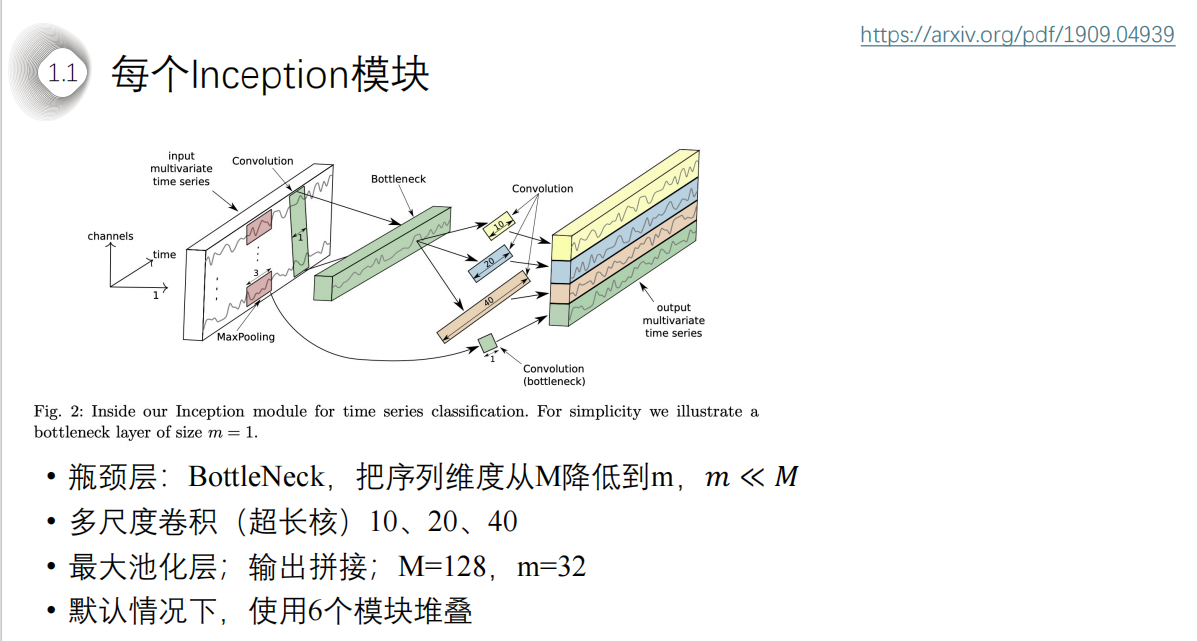 https://arxiv.org/pdf/1909.04939
1.1
每个Inception模块
input
multivariate
time series
Convolution
Bottleneck
Convolution
channels
time
1
1
3
10
20
40
1
MaxPooling
output
multivariate
time series
Convolution
(bottleneck)
Fig. 2: Inside our Inception module for time series classification. For simplicity we illustrate a
bottleneck layer of size m = 1.
• 瓶颈层：BottleNeck，把序列维度从M降低到m，m ≪ M
• 多尺度卷积（超长核）10、20、40
• 最大池化层；输出拼接；M=128，m=32
• 默认情况下，使用6个模块堆叠